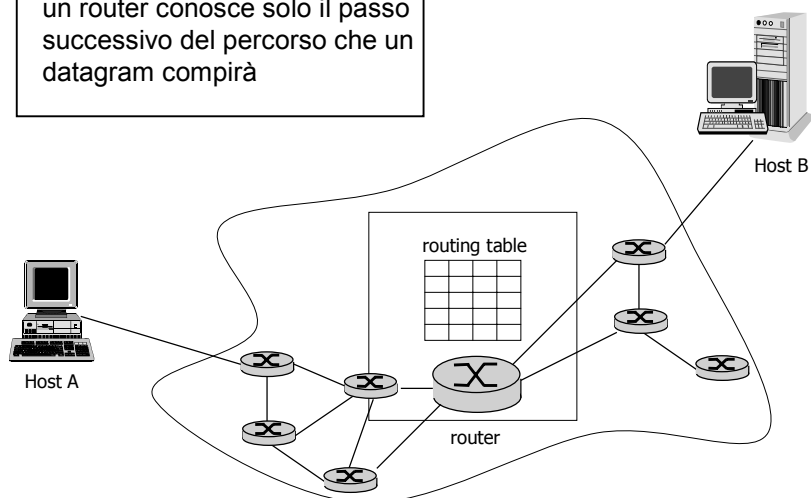 un router conosce solo il passo
successivo del percorso che un
datagram compirà
Host B
routing table
Host A
router